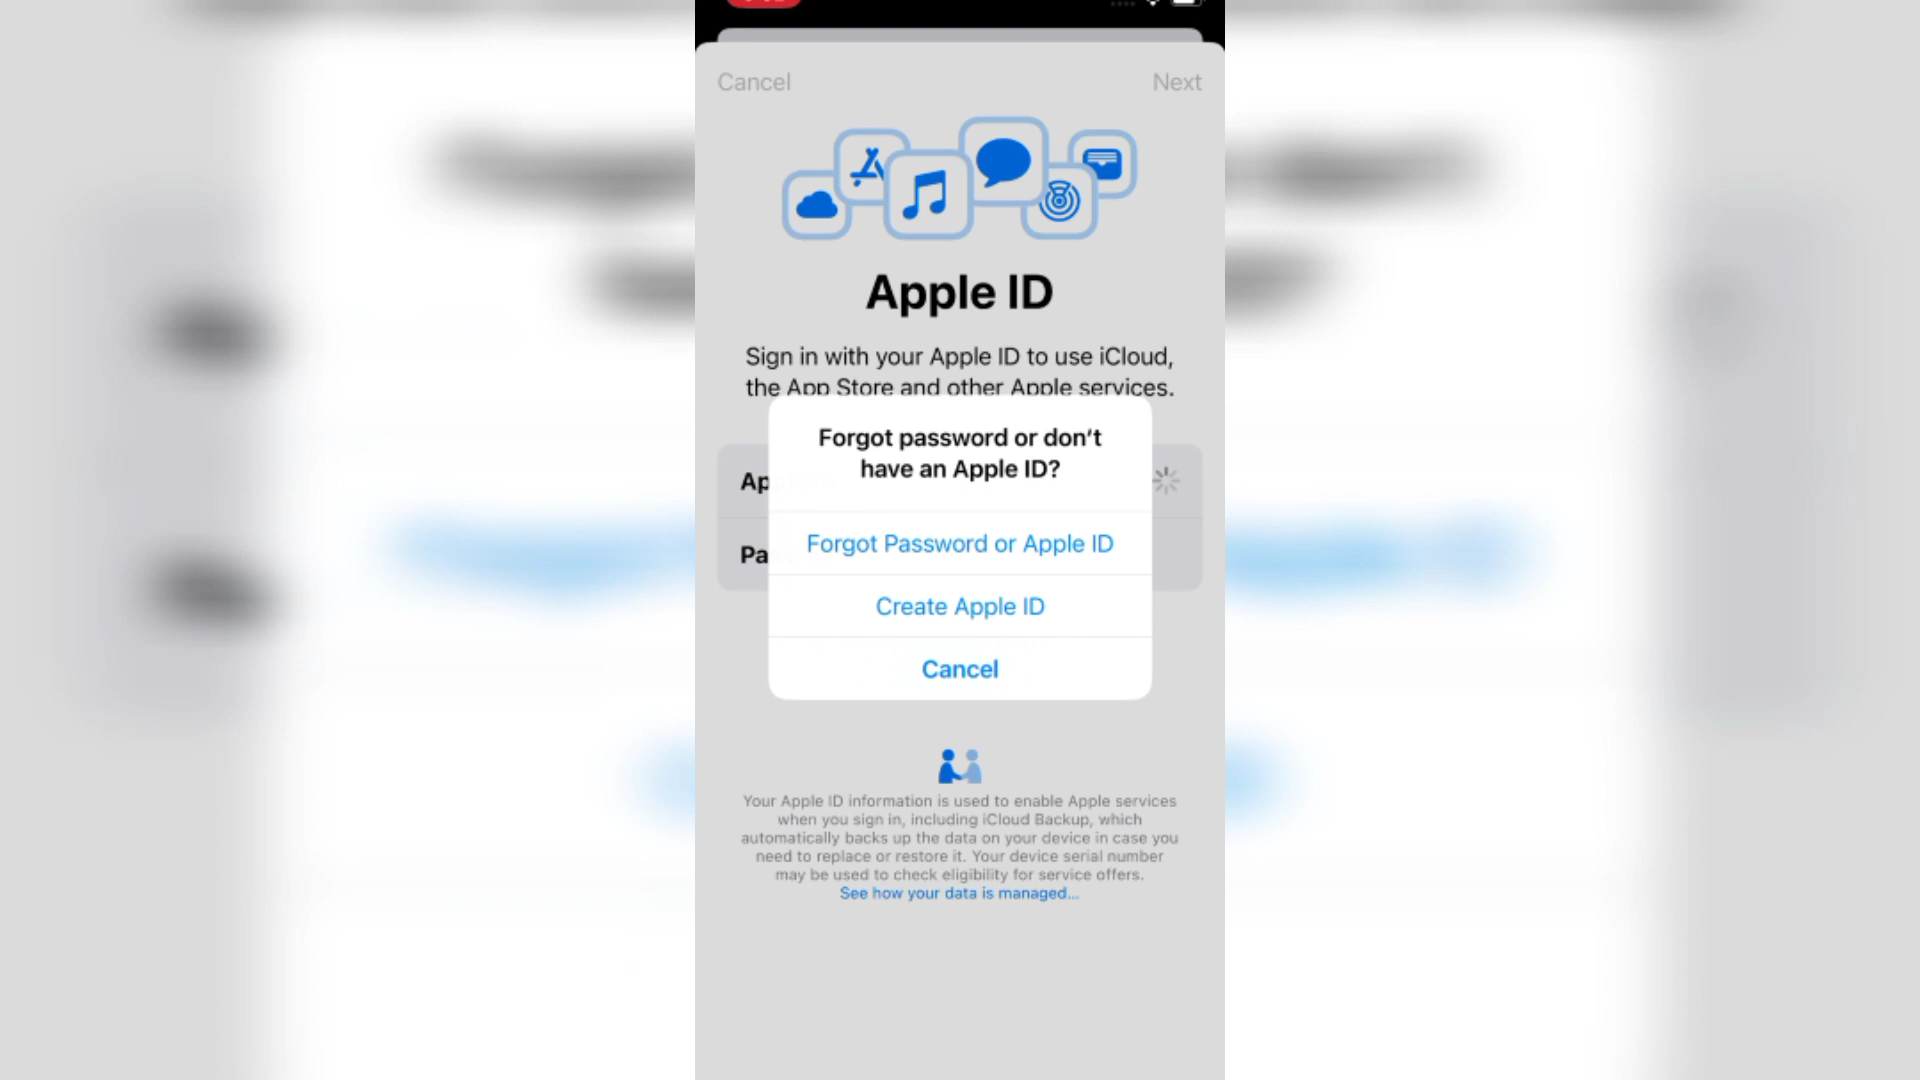 Cancel
Next
Apple ID
Sign in with your Apple ID to use iCloud,
the App Store and other Apple services.
Forgot password or don't
have an Apple ID?
Ap
Forgot Password or Apple ID
Pa
Create Apple ID
Cancel
Your Apple ID information is used to enable Apple services
when you sign in, including iCloud Backup, which
automatically backs up the data on your device in case you
need to replace or restore it. Your device serial number
may be used to check eligibility for service offers.
See how your data is managed...